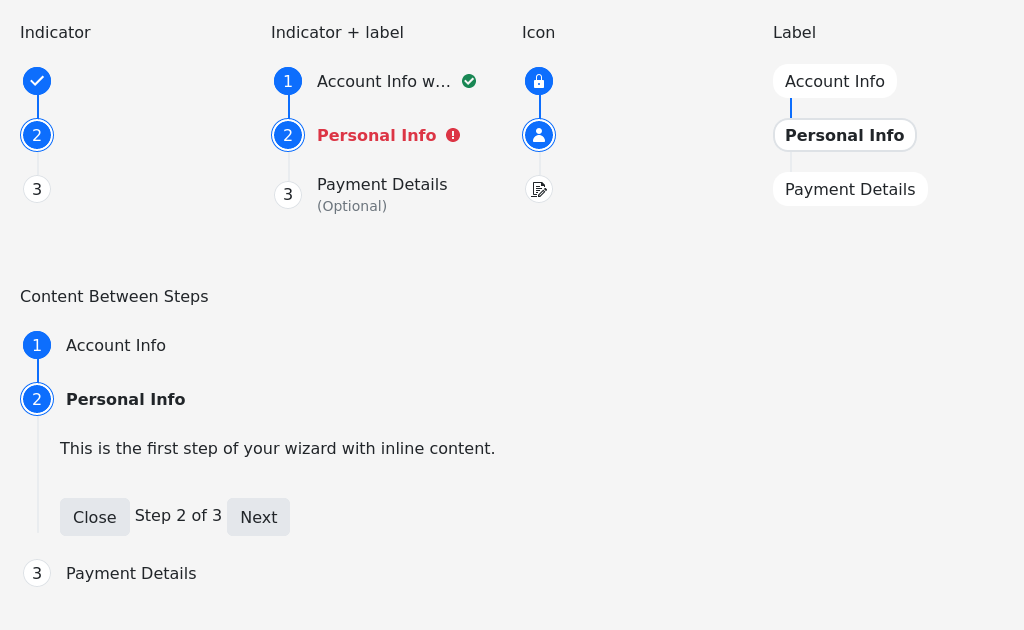 Indicator
2
3
Indicator + label
1 Account Info w...
2 Personal Info
3 Payment Details
(Optional)
Icon
Label
Account Info
Personal Info
Payment Details
Content Between Steps
1 Account Info
2 Personal Info
This is the first step of your wizard with inline content.
Close Step 2 of 3 Next
3 Payment Details